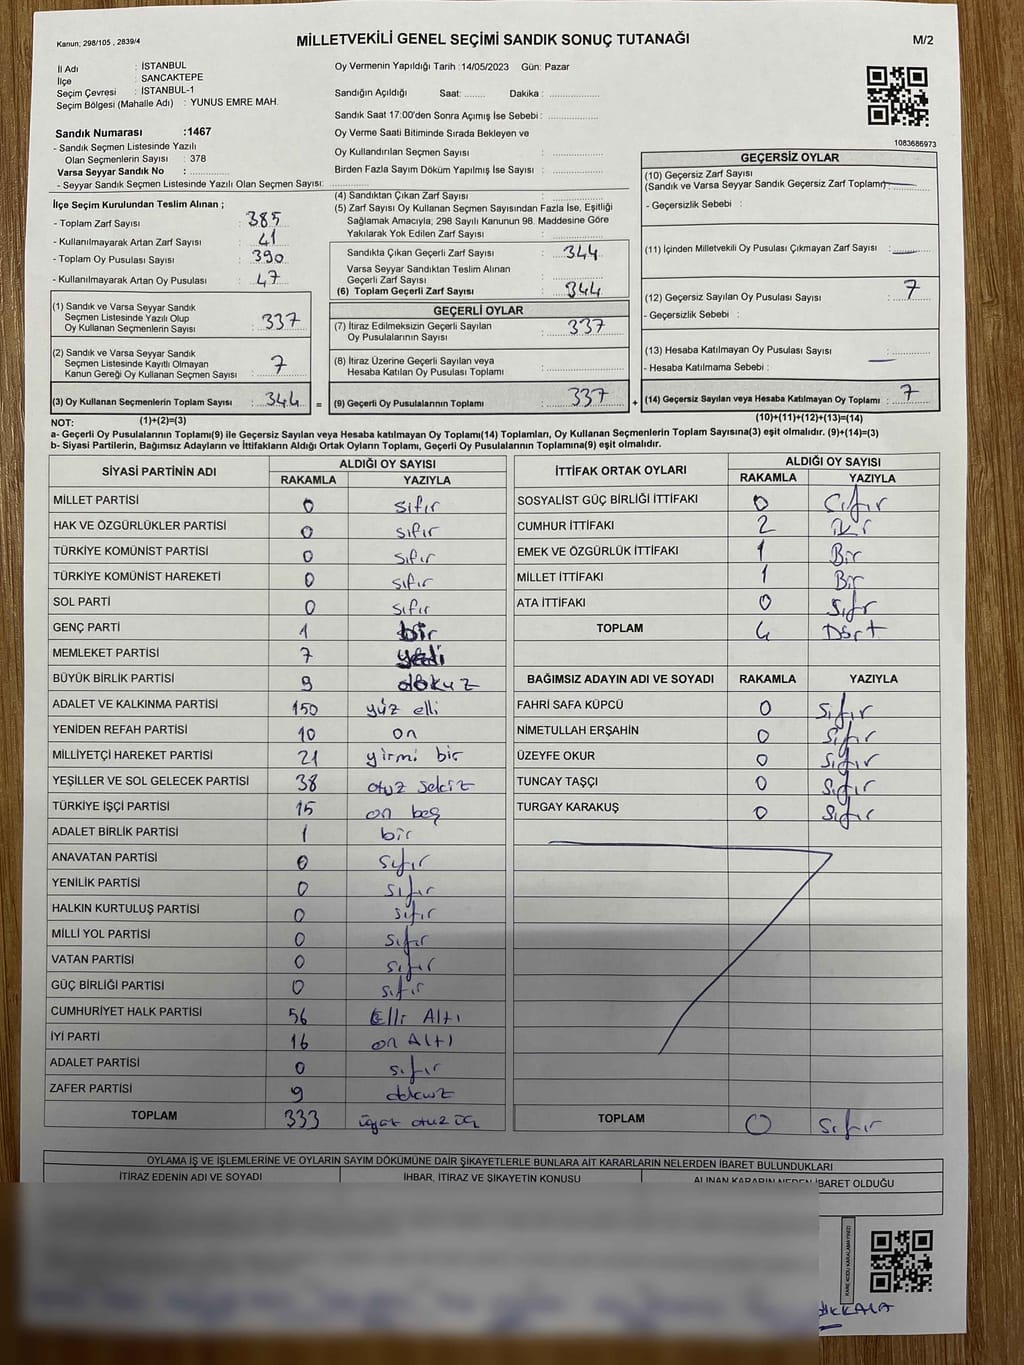 Kanun; 298/105 , 2839/4
MİLLETVEKİLİ GENEL SEÇİMİ SANDIK SONUÇ TUTANAĞI
M/2
İl Adı : İSTANBUL
İlçe : SANCAKTEPE
Seçim Çevresi : İSTANBUL-1
Seçim Bölgesi (Mahalle Adı) : YUNUS EMRE MAH.
Sandık Numarası :1467
- Sandık Seçmen Listesinde Yazılı
Olan Seçmenlerin Sayısı : 378
Varsa Seyyar Sandık No :
- Seyyar Sandık Seçmen Listesinde Yazılı Olan Seçmen Sayısı:
Oy Vermenin Yapıldığı Tarih :14/05/2023 Gün: Pazar
Sandığın Açıldığı Saat: ........ Dakika : ..................
Sandık Saat 17:00'den Sonra Açımış İse Sebebi : ..................
Oy Verme Saati Bitiminde Sırada Bekleyen ve
Oy Kullandırılan Seçmen Sayısı : ..................
Birden Fazla Sayım Döküm Yapılmış İse Sayısı : ..................
1083686973
İlçe Seçim Kurulundan Teslim Alınan ;
- Toplam Zarf Sayısı : 385
- Kullanılmayarak Artan Zarf Sayısı : 41
- Toplam Oy Pusulası Sayısı : 390
- Kullanılmayarak Artan Oy Pusulası : 47
(4) Sandıktan Çıkan Zarf Sayısı :
(5) Zarf Sayısı Oy Kullanan Seçmen Sayısından Fazla İse, Eşitliği
Sağlamak Amacıyla; 298 Sayılı Kanunun 98. Maddesine Göre
Yakılarak Yok Edilen Zarf Sayısı :
Sandıkta Çıkan Geçerli Zarf Sayısı : 344
Varsa Seyyar Sandıktan Teslim Alınan
Geçerli Zarf Sayısı :
(6) Toplam Geçerli Zarf Sayısı : 344
GEÇERSİZ OYLAR
(10) Geçersiz Zarf Sayısı
(Sandık ve Varsa Seyyar Sandık Geçersiz Zarf Toplamı) :
- Geçersizlik Sebebi :
(11) İçinden Milletvekili Oy Pusulası Çıkmayan Zarf Sayısı :
(12) Geçersiz Sayılan Oy Pusulası Sayısı : 7
- Geçersizlik Sebebi :
(13) Hesaba Katılmayan Oy Pusulası Sayısı :
- Hesaba Katılmama Sebebi :
(14) Geçersiz Sayılan veya Hesaba Katılmayan Oy Toplamı : 7
(10)+(11)+(12)+(13)=(14)
(1) Sandık ve Varsa Seyyar Sandık
Seçmen Listesinde Yazılı Olup
Oy Kullanan Seçmenlerin Sayısı : 337
(2) Sandık ve Varsa Seyyar Sandık
Seçmen Listesinde Kayıtlı Olmayan
Kanun Gereği Oy Kullanan Seçmen Sayısı : 7
(3) Oy Kullanan Seçmenlerin Toplam Sayısı : 344 =
GEÇERLİ OYLAR
(7) İtiraz Edilmeksizin Geçerli Sayılan
Oy Pusulalarının Sayısı : 337
(8) İtiraz Üzerine Geçerli Sayılan veya
Hesaba Katılan Oy Pusulası Toplamı :
(9) Geçerli Oy Pusulalarının Toplamı : 337 +
NOT: (1)+(2)=(3)
a- Geçerli Oy Pusulalarının Toplamı(9) ile Geçersiz Sayılan veya Hesaba katılmayan Oy Toplamı(14) Toplamları, Oy Kullanan Seçmenlerin Toplam Sayısına(3) eşit olmalıdır. (9)+(14)=(3)
b- Siyasi Partilerin, Bağımsız Adayların ve İttifakların Aldığı Oyların Toplamı, Geçerli Oy Pusulalarının Toplamına(9) eşit olmalıdır.
SİYASİ PARTİNİN ADI ALDIĞI OY SAYISI
RAKAMLA YAZIYLA
MİLLET PARTİSİ 0 sıfır
HAK VE ÖZGÜRLÜKLER PARTİSİ 0 sıfır
TÜRKİYE KOMÜNİST PARTİSİ 0 sıfır
TÜRKİYE KOMÜNİST HAREKETİ 0 sıfır
SOL PARTİ 0 sıfır
GENÇ PARTİ 1 bir
MEMLEKET PARTİSİ 7 yedi
BÜYÜK BİRLİK PARTİSİ 9 dokuz
ADALET VE KALKINMA PARTİSİ 150 yüz elli
YENİDEN REFAH PARTİSİ 10 on
MİLLİYETÇİ HAREKET PARTİSİ 21 yirmi bir
YEŞİLLER VE SOL GELECEK PARTİSİ 38 otuz sekiz
TÜRKİYE İŞÇİ PARTİSİ 15 on beş
ADALET BİRLİK PARTİSİ 1 bir
ANAVATAN PARTİSİ 0 sıfır
YENİLİK PARTİSİ 0 sıfır
HALKIN KURTULUŞ PARTİSİ 0 sıfır
MİLLİ YOL PARTİSİ 0 sıfır
VATAN PARTİSİ 0 sıfır
GÜÇ BİRLİĞİ PARTİSİ 0 sıfır
CUMHURİYET HALK PARTİSİ 56 Elli Altı
İYİ PARTİ 16 on Altı
ADALET PARTİSİ 0 sıfır
ZAFER PARTİSİ 9 dokuz
TOPLAM 333 üçyüz otuz üç
İTTİFAK ORTAK OYLARI ALDIĞI OY SAYISI
RAKAMLA YAZIYLA
SOSYALİST GÜÇ BİRLİĞİ İTTİFAKI 0 Sıfır
CUMHUR İTTİFAKI 2 iki
EMEK VE ÖZGÜRLÜK İTTİFAKI 1 Bir
MİLLET İTTİFAKI 1 Bir
ATA İTTİFAKI 0 Sıfır
TOPLAM 4 Dört
BAĞIMSIZ ADAYIN ADI VE SOYADI RAKAMLA YAZIYLA
FAHRİ SAFA KÜPCÜ 0 Sıfır
NİMETULLAH ERŞAHİN 0 Sıfır
ÜZEYFE OKUR 0 Sıfır
TUNCAY TAŞÇI 0 Sıfır
TURGAY KARAKUŞ 0 Sıfır
TOPLAM 0 Sıfır
OYLAMA İŞ VE İŞLEMLERİNE VE OYLARIN SAYIM DÖKÜMÜNE DAİR ŞİKAYETLERLE BUNLARA AİT KARARLARIN NELERDEN İBARET BULUNDUKLARI
İTİRAZ EDENİN ADI VE SOYADI İHBAR, İTİRAZ VE ŞİKAYETİN KONUSU ALINAN KARARIN NEDEN İBARET OLDUĞU
KARE KODU KARALAMAYINIZ!